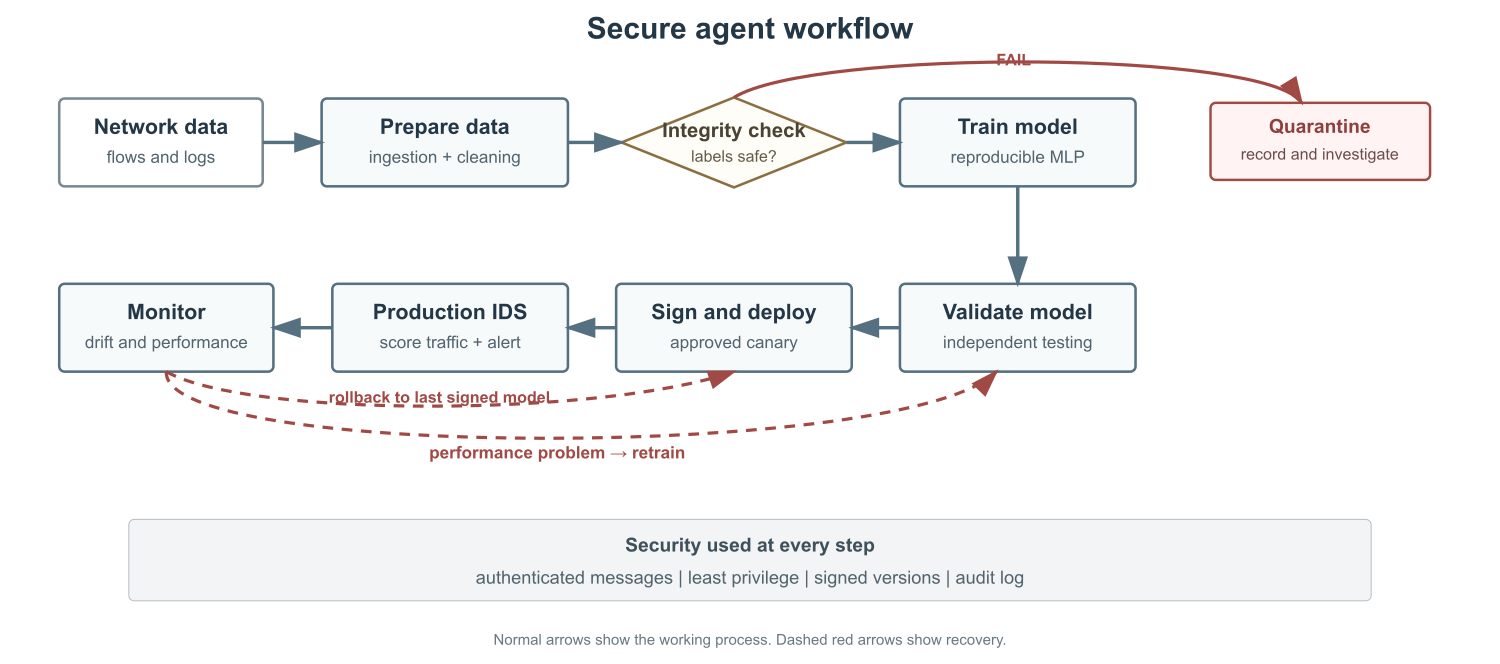 Secure agent workflow
FAIL
Network data
flows and logs
Prepare data
ingestion + cleaning
Integrity check
labels safe?
Train model
reproducible MLP
Quarantine
record and investigate
Monitor
drift and performance
Production IDS
score traffic + alert
Sign and deploy
approved canary
Validate model
independent testing
rollback to last signed model
performance problem → retrain
Security used at every step
authenticated messages | least privilege | signed versions | audit log
Normal arrows show the working process. Dashed red arrows show recovery.